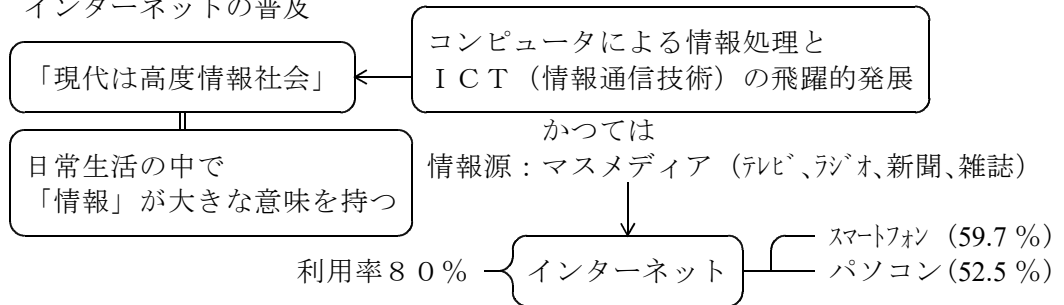 インターネットの普及
コンピュータによる情報処理と
「現代は高度情報社会」
ＩＣＴ（情報通信技術）の飛躍的発展
かつては
日常生活の中で
「情報」が大きな意味を持つ
情報源：マスメディア（ﾃﾚﾋﾞ、ﾗｼﾞｵ、新聞、雑誌）
ｽﾏｰﾄﾌｫﾝ（59.7 %）
利用率８０％
インターネット
パソコン（52.5 %）